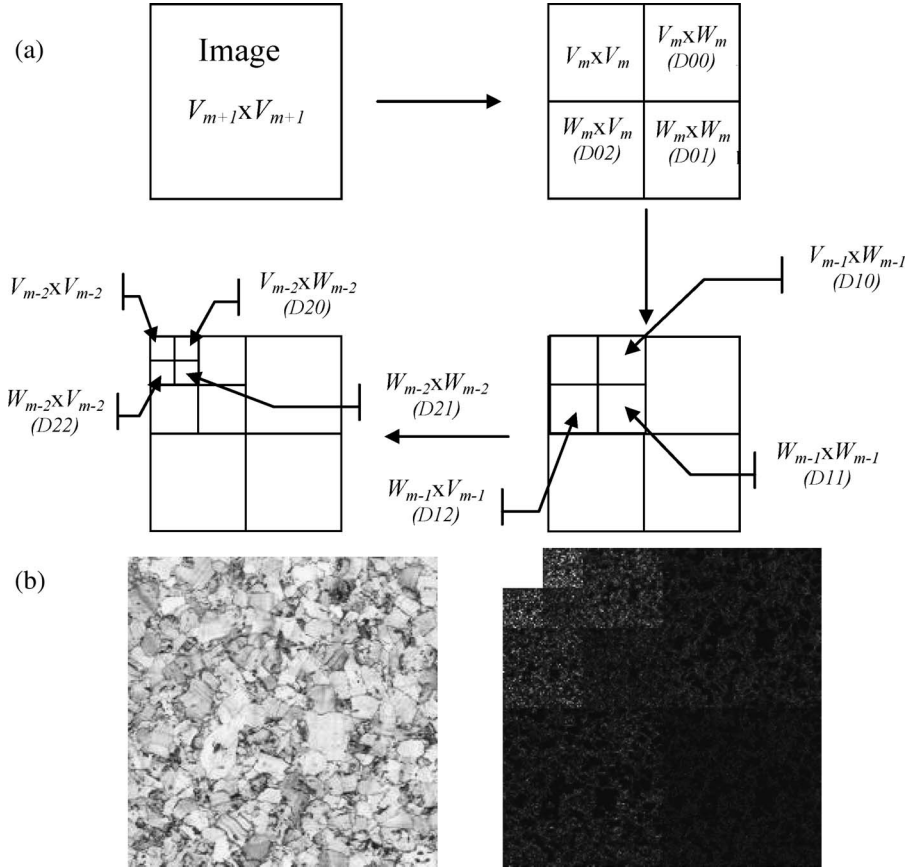 (a)
Image
Vₘ₊₁xVₘ₊₁
VₘxVₘ
VₘxWₘ
(D00)
WₘxVₘ
(D02)
WₘxWₘ
(D01)
Vₘ₋₂xVₘ₋₂
Vₘ₋₂xWₘ₋₂
(D20)
Vₘ₋₁xWₘ₋₁
(D10)
Wₘ₋₂xVₘ₋₂
(D22)
Wₘ₋₂xWₘ₋₂
(D21)
Wₘ₋₁xVₘ₋₁
(D12)
Wₘ₋₁xWₘ₋₁
(D11)
(b)